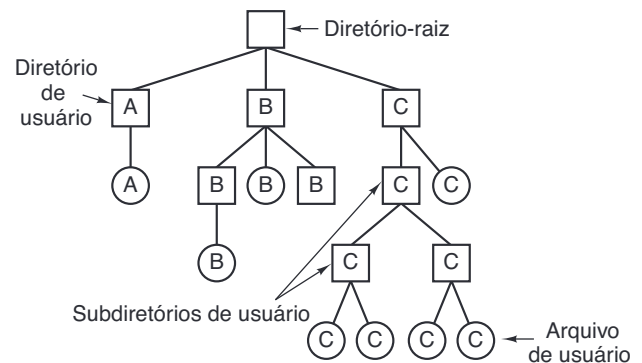 Diretório-raiz
Diretório
de
usuário
A
B
C
A
B
B
B
C
C
B
C
C
Subdiretórios de usuário
C
C
C
C
Arquivo
de usuário